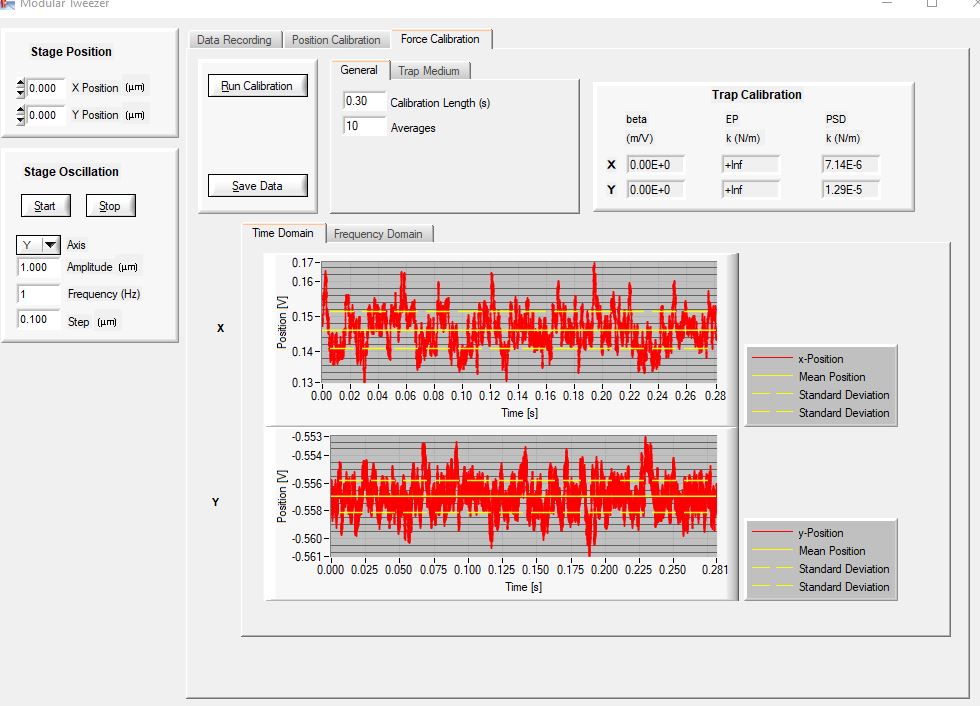 Modular Tweezer
Stage Position
0.000 X Position (µm)
0.000 Y Position (µm)
Stage Oscillation
Start Stop
Y Axis
1.000 Amplitude (µm)
1 Frequency (Hz)
0.100 Step (µm)
Data Recording Position Calibration Force Calibration
Run Calibration
Save Data
General Trap Medium
0.30 Calibration Length (s)
10 Averages
Trap Calibration
beta EP PSD
(m/V) k (N/m) k (N/m)
X 0.00E+0 +Inf 7.14E-6
Y 0.00E+0 +Inf 1.29E-5
Time Domain Frequency Domain
X
Position [V]
0.17
0.16
0.15
0.14
0.13
0.00 0.02 0.04 0.06 0.08 0.10 0.12 0.14 0.16 0.18 0.20 0.22 0.24 0.26 0.28
Time [s]
x-Position
Mean Position
Standard Deviation
Standard Deviation
Y
Position [V]
-0.553
-0.554
-0.556
-0.558
-0.560
-0.561
0.000 0.025 0.050 0.075 0.100 0.125 0.150 0.175 0.200 0.225 0.250 0.281
Time [s]
y-Position
Mean Position
Standard Deviation
Standard Deviation